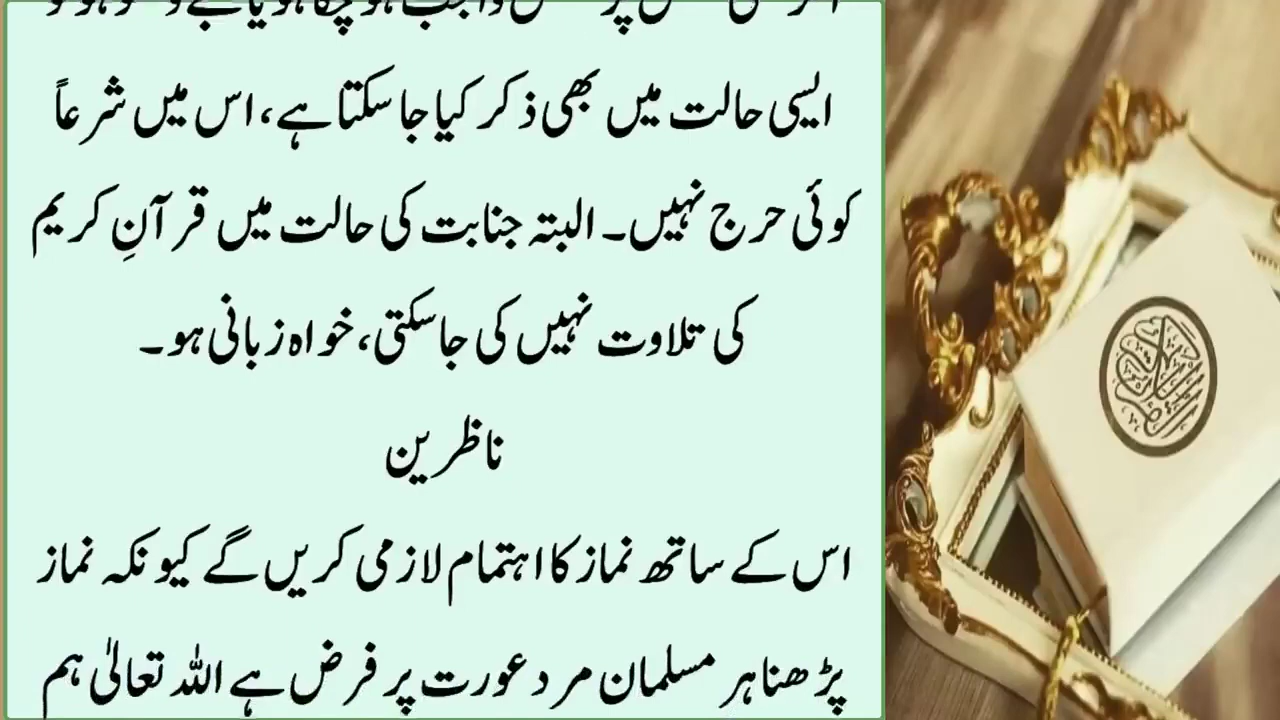 ایسی حالت میں بھی ذکر کیا جا سکتا ہے، اس میں شرعاً
کوئی حرج نہیں۔ البتہ جنابت کی حالت میں قرآنِ کریم
کی تلاوت نہیں کی جا سکتی، خواہ زبانی ہو۔
ناظرین
اس کے ساتھ نماز کا اہتمام لازمی کریں گے کیونکہ نماز
پڑھنا ہر مسلمان مرد عورت پر فرض ہے اللہ تعالیٰ ہم